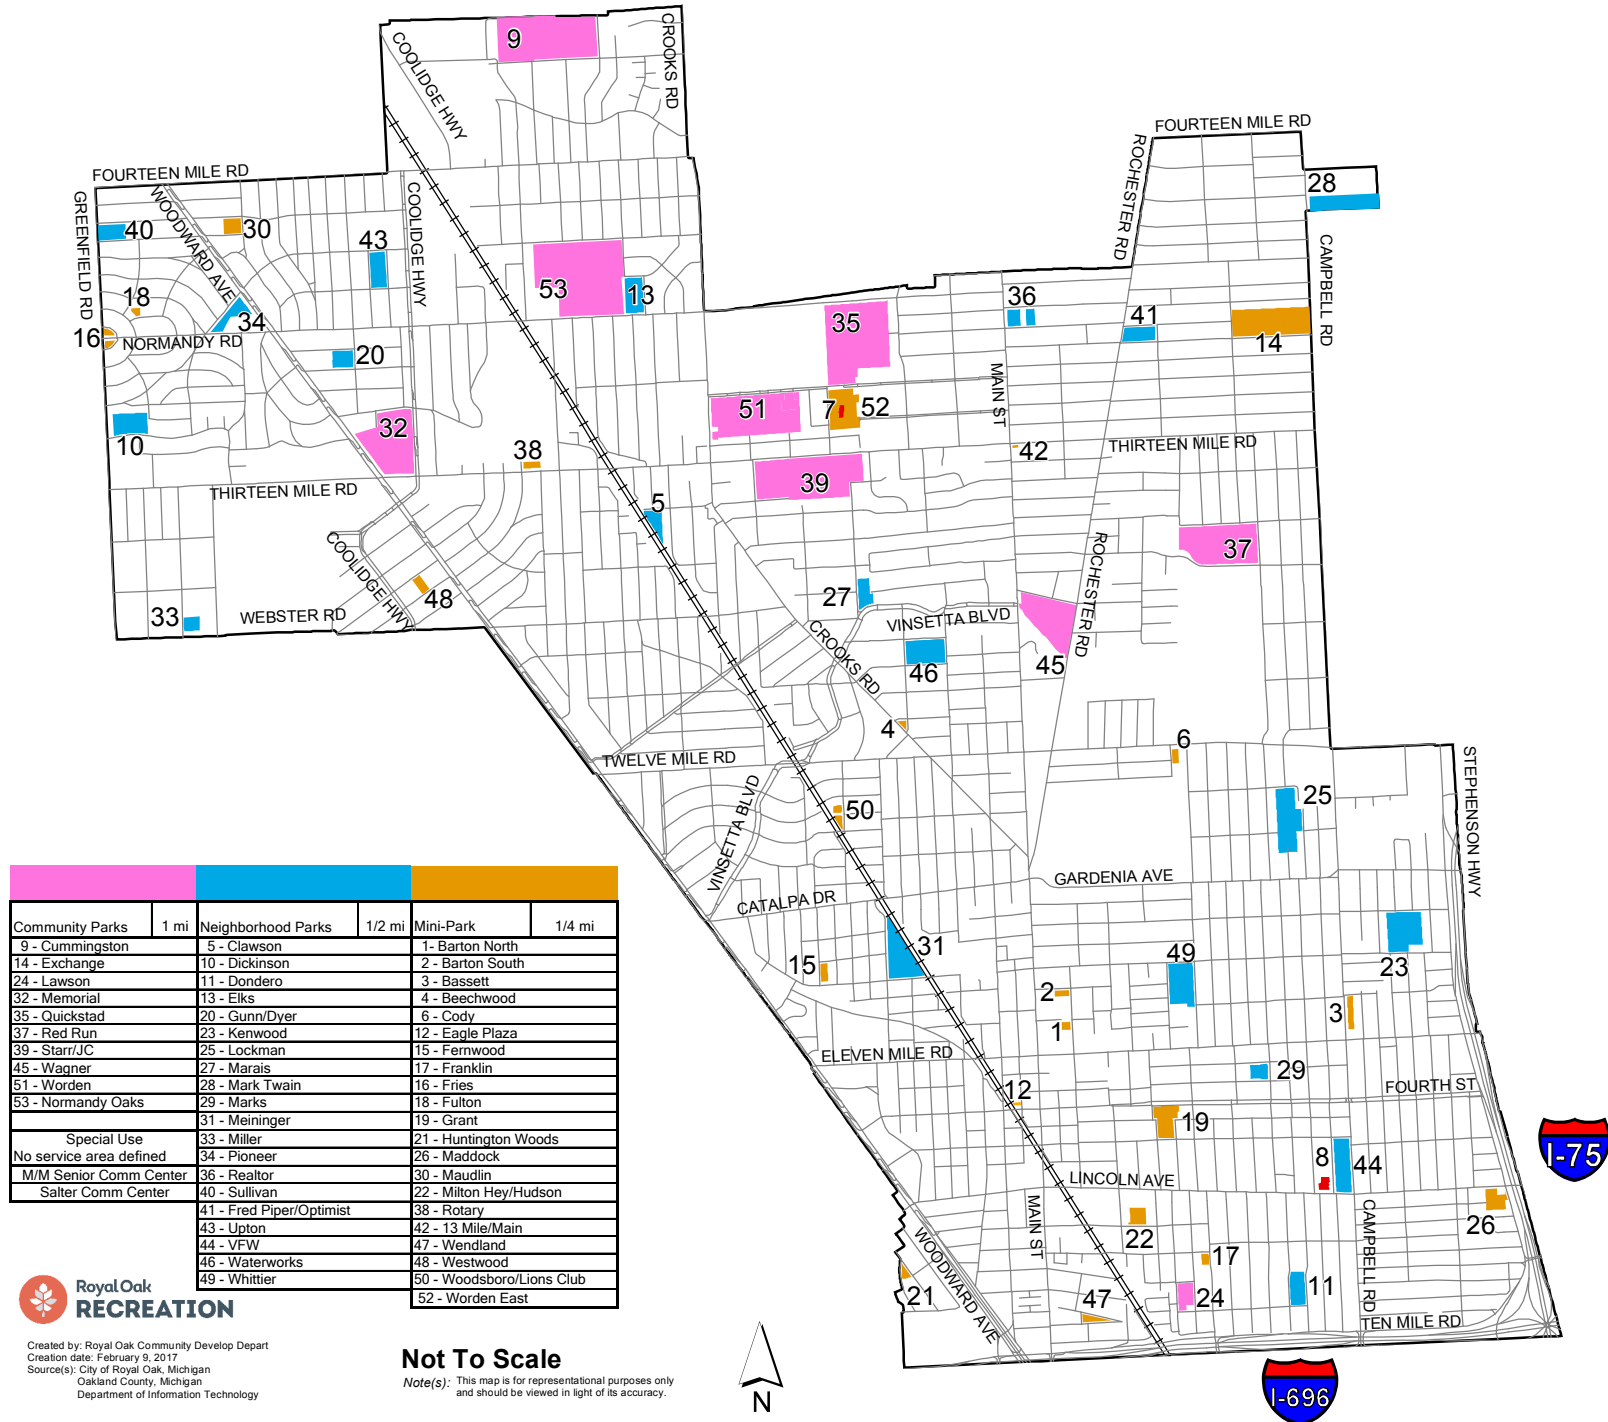 9
CROOKS RD
COOLIDGE HWY
FOURTEEN MILE RD
ROCHESTER RD
FOURTEEN MILE RD
28
GREENFIELD RD
WOODWARD AVE
COOLIDGE HWY
40
30
43
CAMPBELL RD
53
13
18
34
16
NORMANDY RD
20
36
35
41
14
MAIN ST
51
7
52
32
10
38
42
THIRTEEN MILE RD
THIRTEEN MILE RD
39
5
37
COOLIDGE HWY
ROCHESTER RD
48
27
33
WEBSTER RD
VINSETTA BLVD
CROOKS RD
46
45
4
6
TWELVE MILE RD
STEPHENSON HWY
VINSETTA BLVD
50
25
GARDENIA AVE
CATALPA DR
31
49
23
15
2
1
3
ELEVEN MILE RD
29
12
FOURTH ST
19
8
44
I-75
LINCOLN AVE
MAIN ST
22
CAMPBELL RD
26
WOODWARD AVE
17
21
47
24
11
TEN MILE RD
I-696
Community Parks 1 mi Neighborhood Parks 1/2 mi Mini-Park 1/4 mi
9 - Cummingston 5 - Clawson 1- Barton North
14 - Exchange 10 - Dickinson 2 - Barton South
24 - Lawson 11 - Dondero 3 - Bassett
32 - Memorial 13 - Elks 4 - Beechwood
35 - Quickstad 20 - Gunn/Dyer 6 - Cody
37 - Red Run 23 - Kenwood 12 - Eagle Plaza
39 - Starr/JC 25 - Lockman 15 - Fernwood
45 - Wagner 27 - Marais 17 - Franklin
51 - Worden 28 - Mark Twain 16 - Fries
53 - Normandy Oaks 29 - Marks 18 - Fulton
31 - Meininger 19 - Grant
Special Use 33 - Miller 21 - Huntington Woods
No service area defined 34 - Pioneer 26 - Maddock
M/M Senior Comm Center 36 - Realtor 30 - Maudlin
Salter Comm Center 40 - Sullivan 22 - Milton Hey/Hudson
41 - Fred Piper/Optimist 38 - Rotary
43 - Upton 42 - 13 Mile/Main
44 - VFW 47 - Wendland
46 - Waterworks 48 - Westwood
49 - Whittier 50 - Woodsboro/Lions Club
52 - Worden East
Royal Oak
RECREATION
Created by: Royal Oak Community Develop Depart
Creation date: February 9, 2017
Source(s): City of Royal Oak, Michigan
Oakland County, Michigan
Department of Information Technology
Not To Scale
Note(s): This map is for representational purposes only
and should be viewed in light of its accuracy.
N